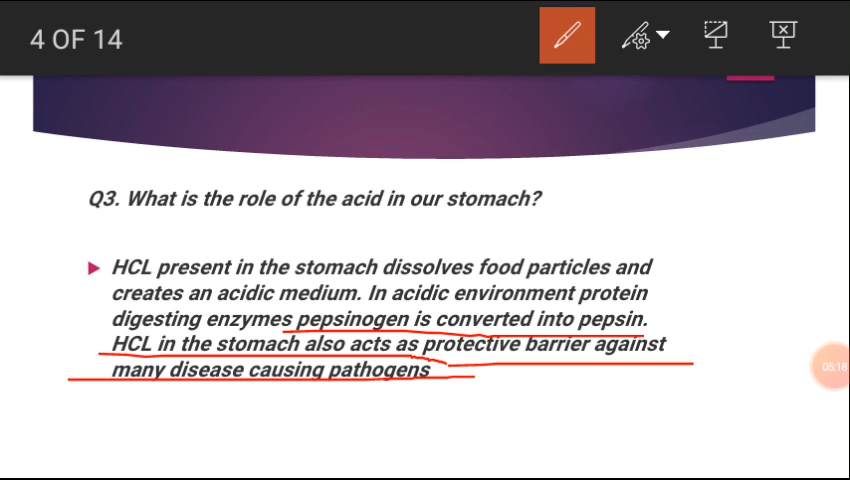 4 OF 14
Q3. What is the role of the acid in our stomach?
HCL present in the stomach dissolves food particles and
creates an acidic medium. In acidic environment protein
digesting enzymes pepsinogen is converted into pepsin.
HCL in the stomach also acts as protective barrier against
many disease causing pathogens
05:18